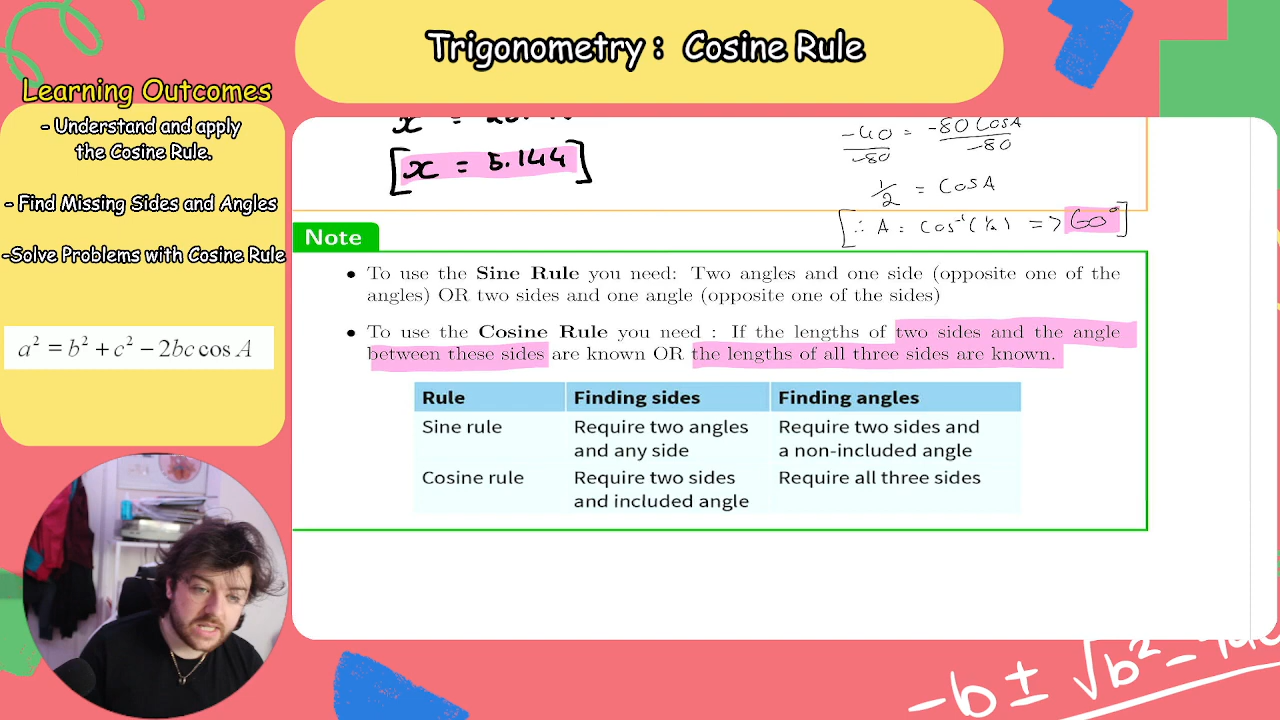 Trigonometry : Cosine Rule
Learning Outcomes
- Understand and apply
the Cosine Rule.
- Find Missing Sides and Angles
-Solve Problems with Cosine Rule
a² = b² + c² − 2bc cos A
[x = 5.144]
-40 = -80 CosA
-80 -80
1/2 = CosA
[∴ A = Cos⁻¹(1/2) => 60°]
Note
• To use the Sine Rule you need: Two angles and one side (opposite one of the
angles) OR two sides and one angle (opposite one of the sides)
• To use the Cosine Rule you need : If the lengths of two sides and the angle
between these sides are known OR the lengths of all three sides are known.
Rule Finding sides Finding angles
Sine rule Require two angles Require two sides and
and any side a non-included angle
Cosine rule Require two sides Require all three sides
and included angle
-b ± √b² -